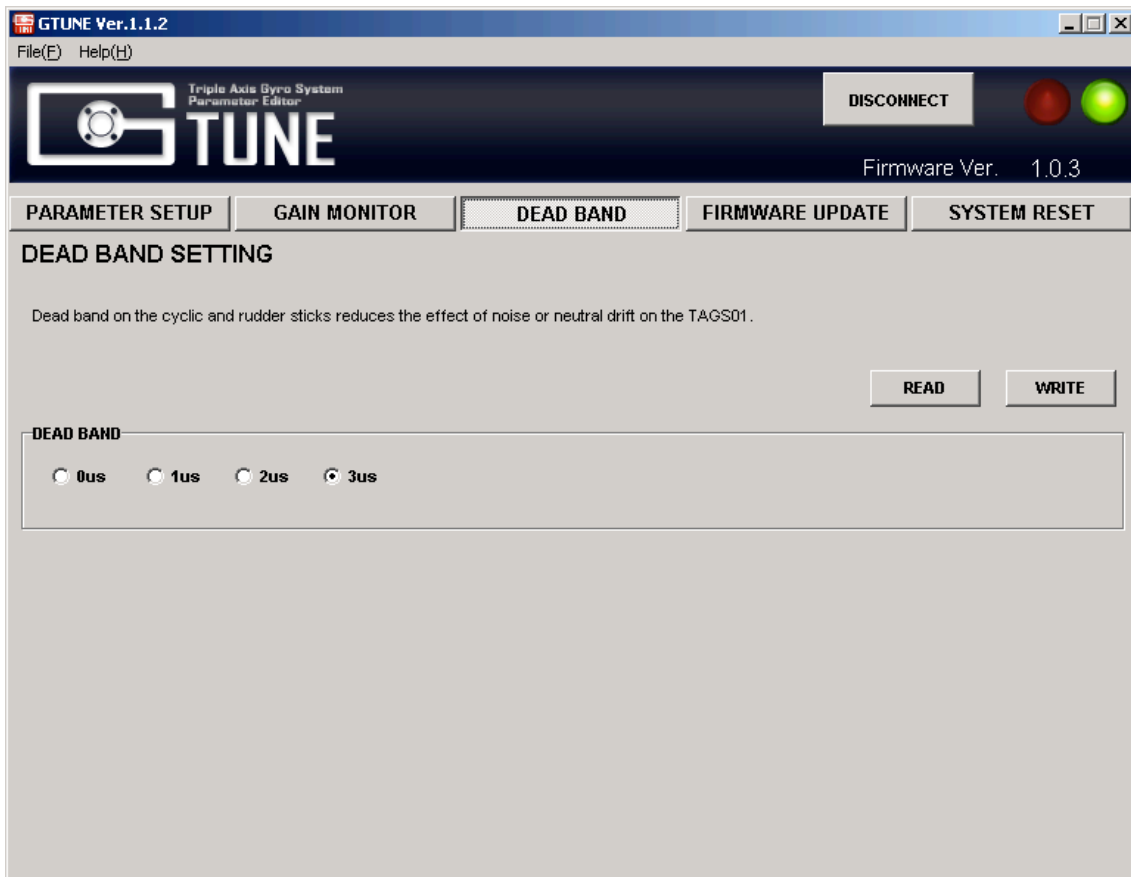 GTUNE Ver.1.1.2
File(F) Help(H)
Triple Axis Gyro System
Parameter Editor
G TUNE
DISCONNECT
Firmware Ver. 1.0.3
PARAMETER SETUP GAIN MONITOR DEAD BAND FIRMWARE UPDATE SYSTEM RESET
DEAD BAND SETTING
Dead band on the cyclic and rudder sticks reduces the effect of noise or neutral drift on the TAGS01.
READ WRITE
DEAD BAND
0us 1us 2us 3us